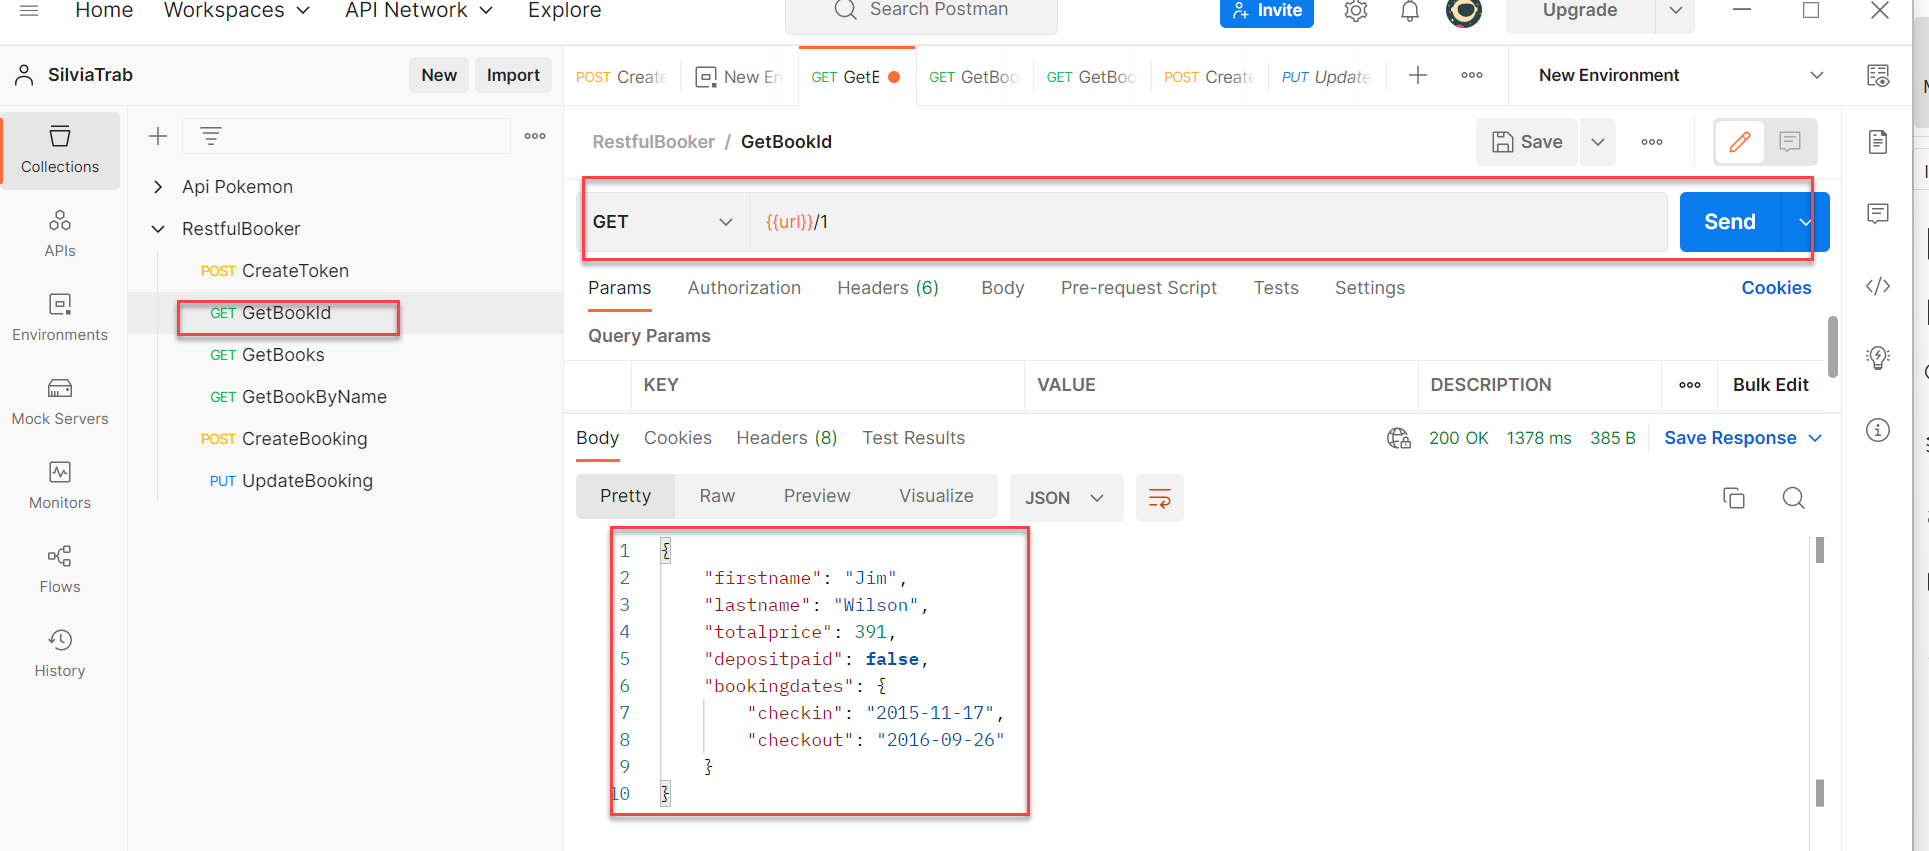 Home Workspaces API Network Explore Search Postman Invite Upgrade
SilviaTrab New Import
POST Create New En GET GetB GET GetBoo GET GetBoo POST Create PUT Update New Environment
Collections
APIs
Environments
Mock Servers
Monitors
Flows
History
Api Pokemon
RestfulBooker
POST CreateToken
GET GetBookId
GET GetBooks
GET GetBookByName
POST CreateBooking
PUT UpdateBooking
RestfulBooker / GetBookId Save
GET {{url}}/1 Send
Params Authorization Headers (6) Body Pre-request Script Tests Settings Cookies
Query Params
KEY VALUE DESCRIPTION Bulk Edit
Body Cookies Headers (8) Test Results 200 OK 1378 ms 385 B Save Response
Pretty Raw Preview Visualize JSON
1 {
2 "firstname": "Jim",
3 "lastname": "Wilson",
4 "totalprice": 391,
5 "depositpaid": false,
6 "bookingdates": {
7 "checkin": "2015-11-17",
8 "checkout": "2016-09-26"
9 }
10 }